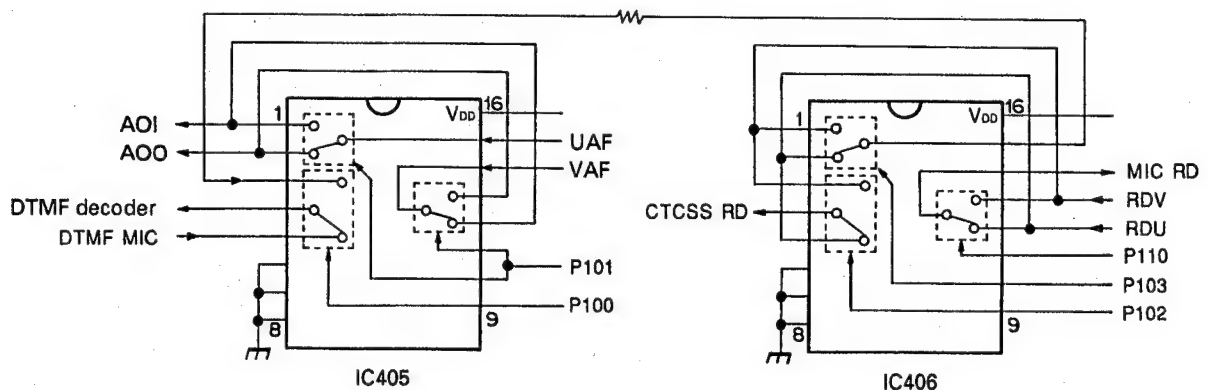 1
16
VDD
AOI
AOO
UAF
VAF
DTMF decoder
DTMF MIC
P101
P100
8
9
IC405
1
16
VDD
MIC RD
RDV
CTCSS RD
RDU
P110
P103
P102
8
9
IC406